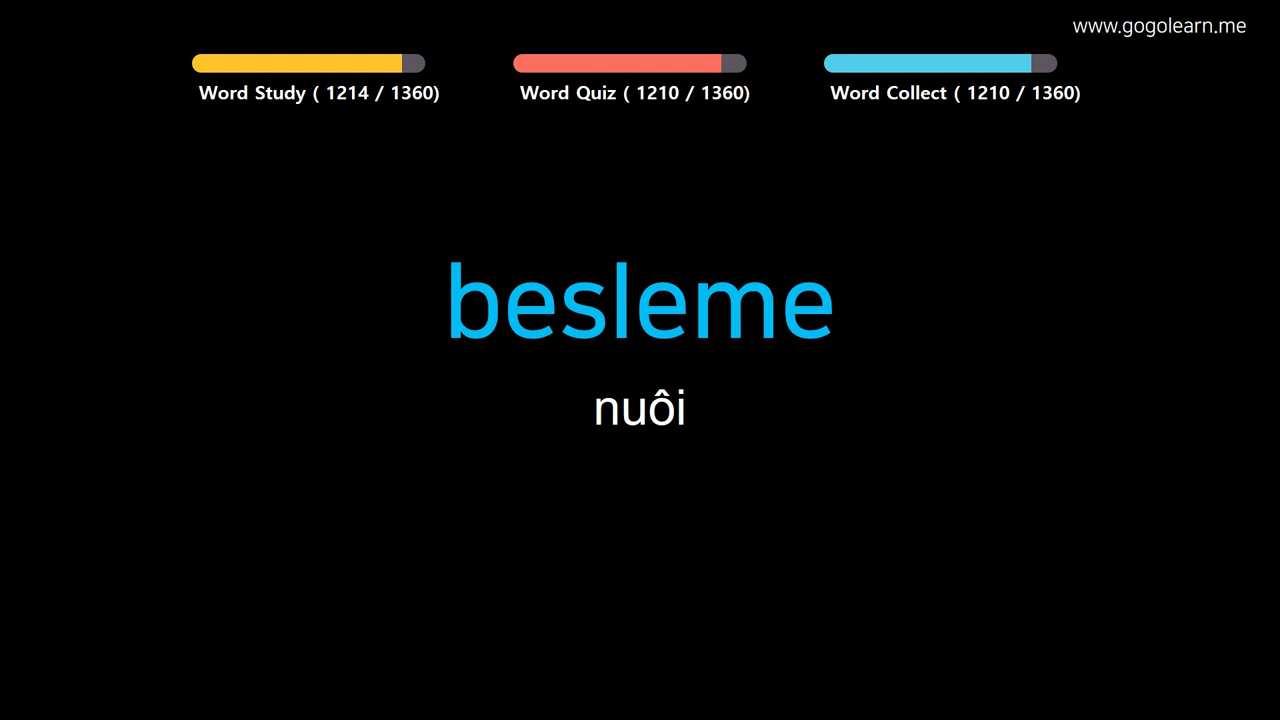 www.gogolearn.me
Word Study ( 1214 / 1360)
Word Quiz ( 1210 / 1360)
Word Collect ( 1210 / 1360)
besleme
nuôi